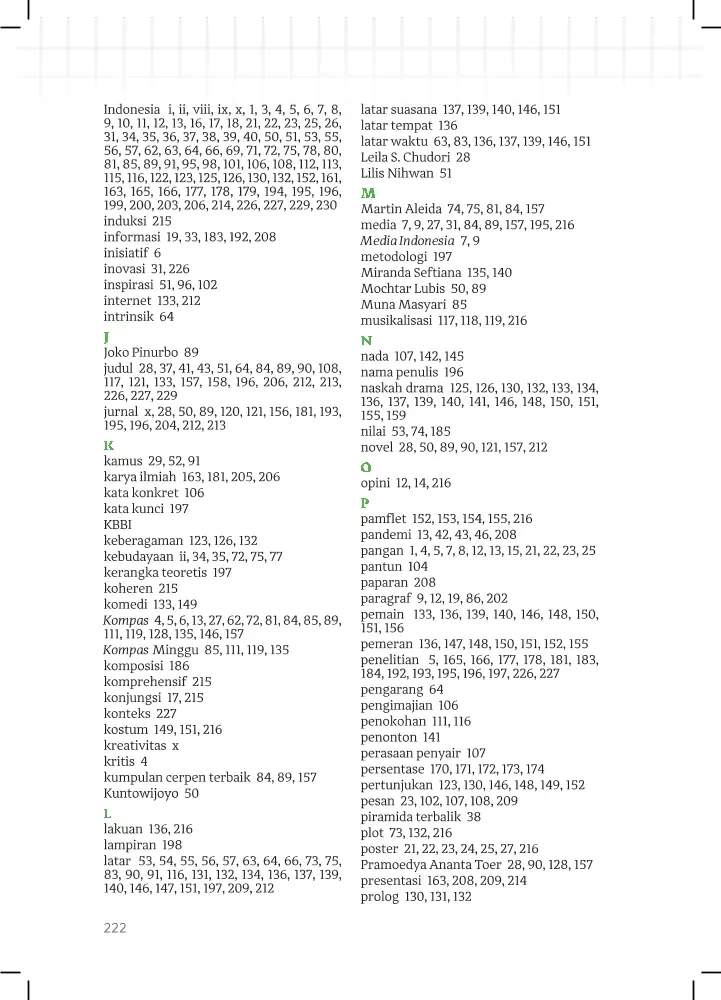 Indonesia i, ii, viii, ix, x, 1, 3, 4, 5, 6, 7, 8,
9, 10, 11, 12, 13, 16, 17, 18, 21, 22, 23, 25, 26,
31, 34, 35, 36, 37, 38, 39, 40, 50, 51, 53, 55,
56, 57, 62, 63, 64, 66, 69, 71, 72, 75, 78, 80,
81, 85, 89, 91, 95, 98, 101, 106, 108, 112, 113,
115, 116, 122, 123, 125, 126, 130, 132, 152, 161,
163, 165, 166, 177, 178, 179, 194, 195, 196,
199, 200, 203, 206, 214, 226, 227, 229, 230
induksi 215
informasi 19, 33, 183, 192, 208
inisiatif 6
inovasi 31, 226
inspirasi 51, 96, 102
internet 133, 212
intrinsik 64
J
Joko Pinurbo 89
judul 28, 37, 41, 43, 51, 64, 84, 89, 90, 108,
117, 121, 133, 157, 158, 196, 206, 212, 213,
226, 227, 229
jurnal x, 28, 50, 89, 120, 121, 156, 181, 193,
195, 196, 204, 212, 213
K
kamus 29, 52, 91
karya ilmiah 163, 181, 205, 206
kata konkret 106
kata kunci 197
KBBI
keberagaman 123, 126, 132
kebudayaan ii, 34, 35, 72, 75, 77
kerangka teoretis 197
koheren 215
komedi 133, 149
Kompas 4, 5, 6, 13, 27, 62, 72, 81, 84, 85, 89,
111, 119, 128, 135, 146, 157
Kompas Minggu 85, 111, 119, 135
komposisi 186
komprehensif 215
konjungsi 17, 215
konteks 227
kostum 149, 151, 216
kreativitas x
kritis 4
kumpulan cerpen terbaik 84, 89, 157
Kuntowijoyo 50
L
lakuan 136, 216
lampiran 198
latar 53, 54, 55, 56, 57, 63, 64, 66, 73, 75,
83, 90, 91, 116, 131, 132, 134, 136, 137, 139,
140, 146, 147, 151, 197, 209, 212
latar suasana 137, 139, 140, 146, 151
latar tempat 136
latar waktu 63, 83, 136, 137, 139, 146, 151
Leila S. Chudori 28
Lilis Nihwan 51
M
Martin Aleida 74, 75, 81, 84, 157
media 7, 9, 27, 31, 84, 89, 157, 195, 216
Media Indonesia 7, 9
metodologi 197
Miranda Seftiana 135, 140
Mochtar Lubis 50, 89
Muna Masyari 85
musikalisasi 117, 118, 119, 216
N
nada 107, 142, 145
nama penulis 196
naskah drama 125, 126, 130, 132, 133, 134,
136, 137, 139, 140, 141, 146, 148, 150, 151,
155, 159
nilai 53, 74, 185
novel 28, 50, 89, 90, 121, 157, 212
O
opini 12, 14, 216
P
pamflet 152, 153, 154, 155, 216
pandemi 13, 42, 43, 46, 208
pangan 1, 4, 5, 7, 8, 12, 13, 15, 21, 22, 23, 25
pantun 104
paparan 208
paragraf 9, 12, 19, 86, 202
pemain 133, 136, 139, 140, 146, 148, 150,
151, 156
pemeran 136, 147, 148, 150, 151, 152, 155
penelitian 5, 165, 166, 177, 178, 181, 183,
184, 192, 193, 195, 196, 197, 226, 227
pengarang 64
pengimajian 106
penokohan 111, 116
penonton 141
perasaan penyair 107
persentase 170, 171, 172, 173, 174
pertunjukan 123, 130, 146, 148, 149, 152
pesan 23, 102, 107, 108, 209
piramida terbalik 38
plot 73, 132, 216
poster 21, 22, 23, 24, 25, 27, 216
Pramoedya Ananta Toer 28, 90, 128, 157
presentasi 163, 208, 209, 214
prolog 130, 131, 132
222